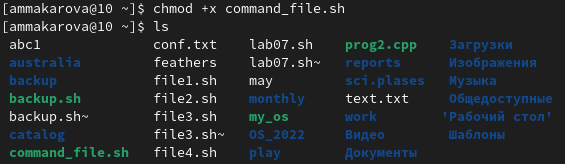 [ammakarova@10 ~]$ chmod +x command_file.sh
[ammakarova@10 ~]$ ls
abc1 conf.txt lab07.sh prog2.cpp Загрузки
australia feathers lab07.sh~ reports Изображения
backup file1.sh may sci.plases Музыка
backup.sh file2.sh monthly text.txt Общедоступные
backup.sh~ file3.sh my_os work 'Рабочий стол'
catalog file3.sh~ OS_2022 Видео Шаблоны
command_file.sh file4.sh play Документы